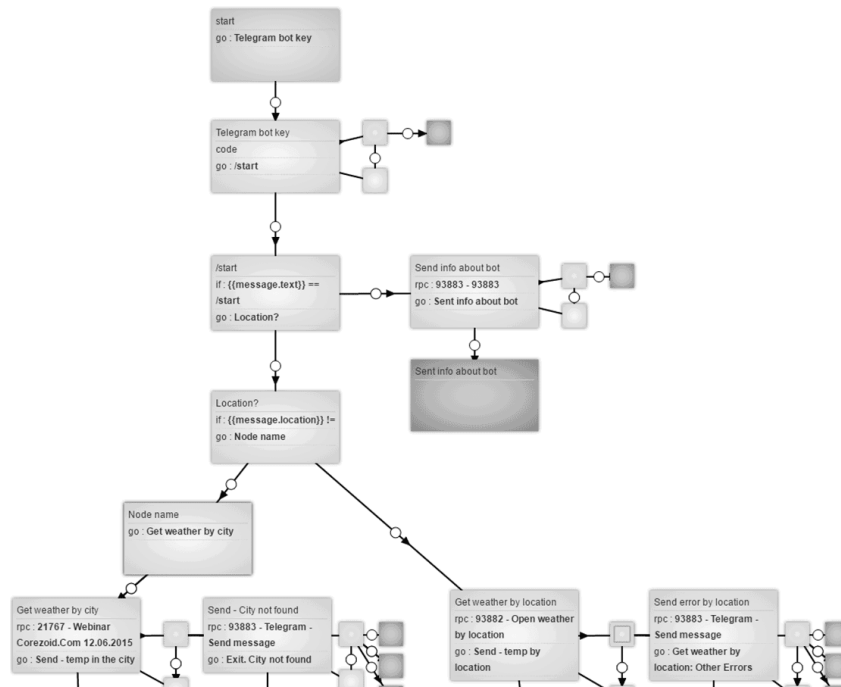 start
go : Telegram bot key
Telegram bot key
code
go : /start
/start
if : {{message.text}} ==
/start
go : Location?
Send info about bot
rpc : 93883 - 93883
go : Sent info about bot
Sent info about bot
Location?
if : {{message.location}} !=
go : Node name
Node name
go : Get weather by city
Get weather by city
rpc : 21767 - Webinar
Corezoid.Com 12.06.2015
go : Send - temp in the city
Send - City not found
rpc : 93883 - Telegram -
Send message
go : Exit. City not found
Get weather by location
rpc : 93882 - Open weather
by location
go : Send - temp by
location
Send error by location
rpc : 93883 - Telegram -
Send message
go : Get weather by
location: Other Errors